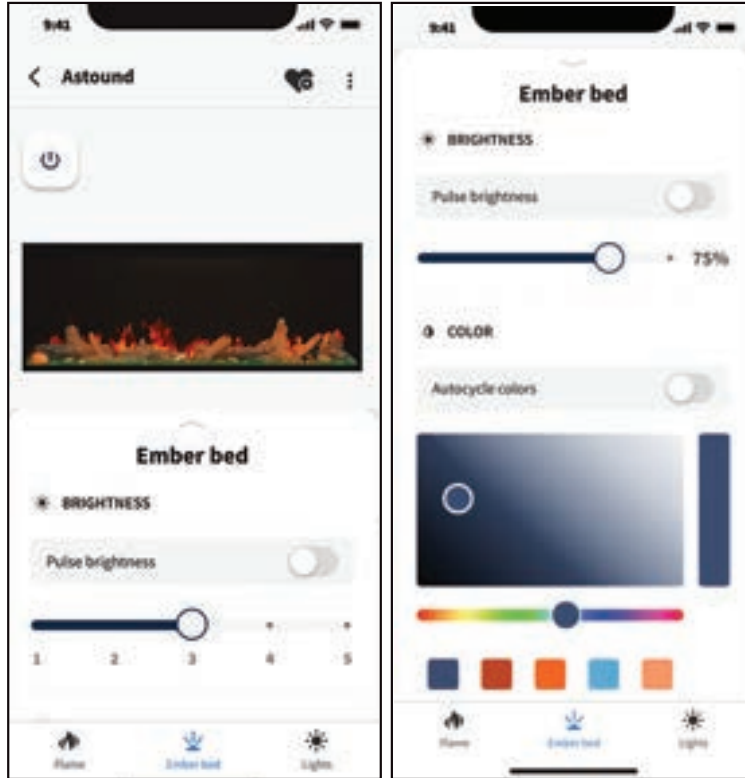 9:41
Astound
Ember bed
BRIGHTNESS
Pulse brightness
1 2 3 4 5
Flame Ember bed Lights
9:41
Ember bed
BRIGHTNESS
Pulse brightness
75%
COLOR
Autocycle colors
Flame Ember bed Lights